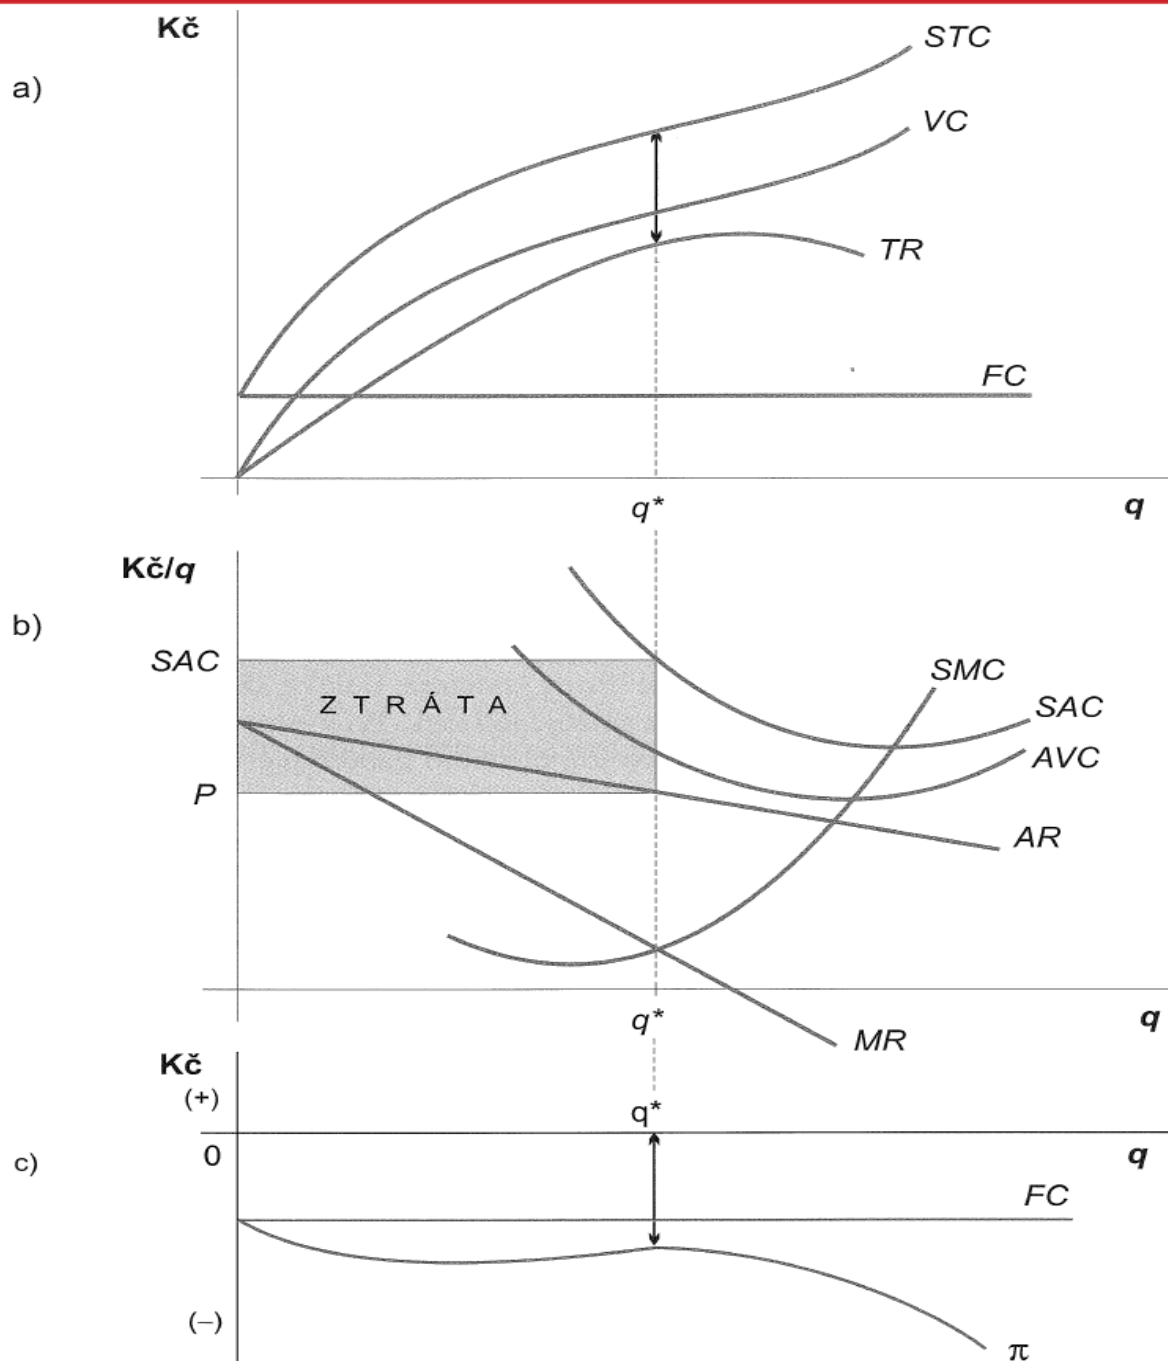 Kč
STC
a)
VC
TR
FC
q*
q
Kč/q
b)
SAC
SMC
Z T R Á T A
SAC
AVC
P
AR
q*
q
MR
Kč
(+)
q*
0
q
c)
FC
(–)
π